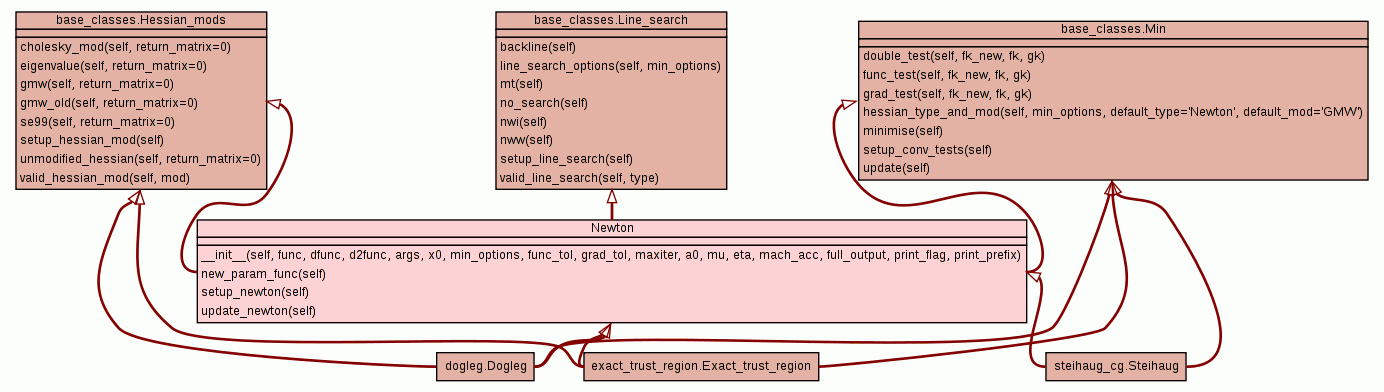 base_classes.Hessian_mods
cholesky_mod(self, return_matrix=0)
eigenvalue(self, return_matrix=0)
gmw(self, return_matrix=0)
gmw_old(self, return_matrix=0)
se99(self, return_matrix=0)
setup_hessian_mod(self)
unmodified_hessian(self, return_matrix=0)
valid_hessian_mod(self, mod)
base_classes.Line_search
backline(self)
line_search_options(self, min_options)
mt(self)
no_search(self)
nwi(self)
nww(self)
setup_line_search(self)
valid_line_search(self, type)
base_classes.Min
double_test(self, fk_new, fk, gk)
func_test(self, fk_new, fk, gk)
grad_test(self, fk_new, fk, gk)
hessian_type_and_mod(self, min_options, default_type='Newton', default_mod='GMW')
minimise(self)
setup_conv_tests(self)
update(self)
Newton
__init__(self, func, dfunc, d2func, args, x0, min_options, func_tol, grad_tol, maxiter, a0, mu, eta, mach_acc, full_output, print_flag, print_prefix)
new_param_func(self)
setup_newton(self)
update_newton(self)
dogleg.Dogleg
exact_trust_region.Exact_trust_region
steihaug_cg.Steihaug